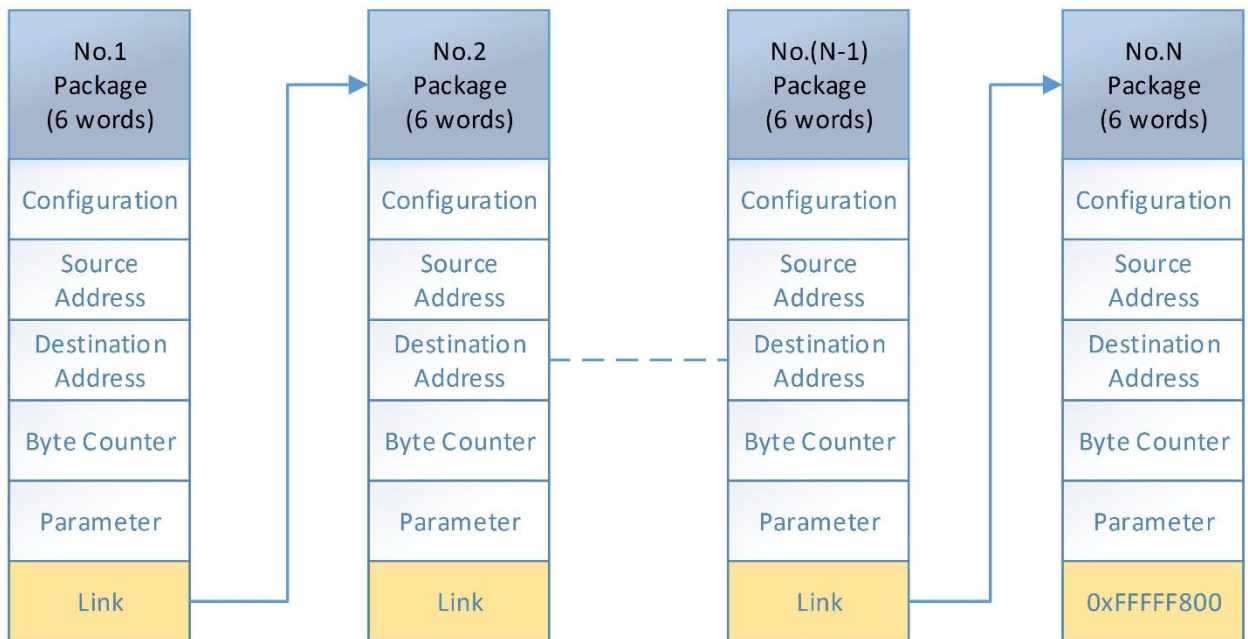 No.1
Package
(6 words)
Configuration
Source
Address
Destination
Address
Byte Counter
Parameter
Link
No.2
Package
(6 words)
Configuration
Source
Address
Destination
Address
Byte Counter
Parameter
Link
No.(N-1)
Package
(6 words)
Configuration
Source
Address
Destination
Address
Byte Counter
Parameter
Link
No.N
Package
(6 words)
Configuration
Source
Address
Destination
Address
Byte Counter
Parameter
0xFFFFF800